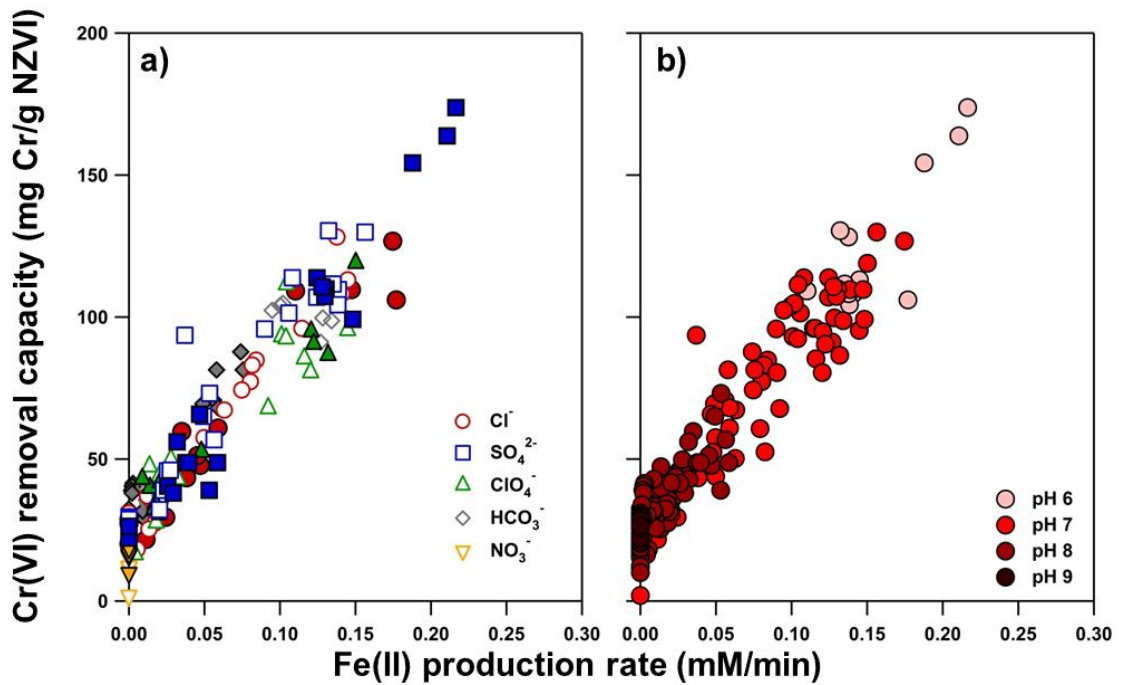 Cr(VI) removal capacity (mg Cr/g NZVI)
200
150
100
50
0
a)
Cl⁻
SO₄²⁻
ClO₄⁻
HCO₃⁻
NO₃⁻
0.00 0.05 0.10 0.15 0.20 0.25 0.30
b)
pH 6
pH 7
pH 8
pH 9
0.00 0.05 0.10 0.15 0.20 0.25 0.30
Fe(II) production rate (mM/min)